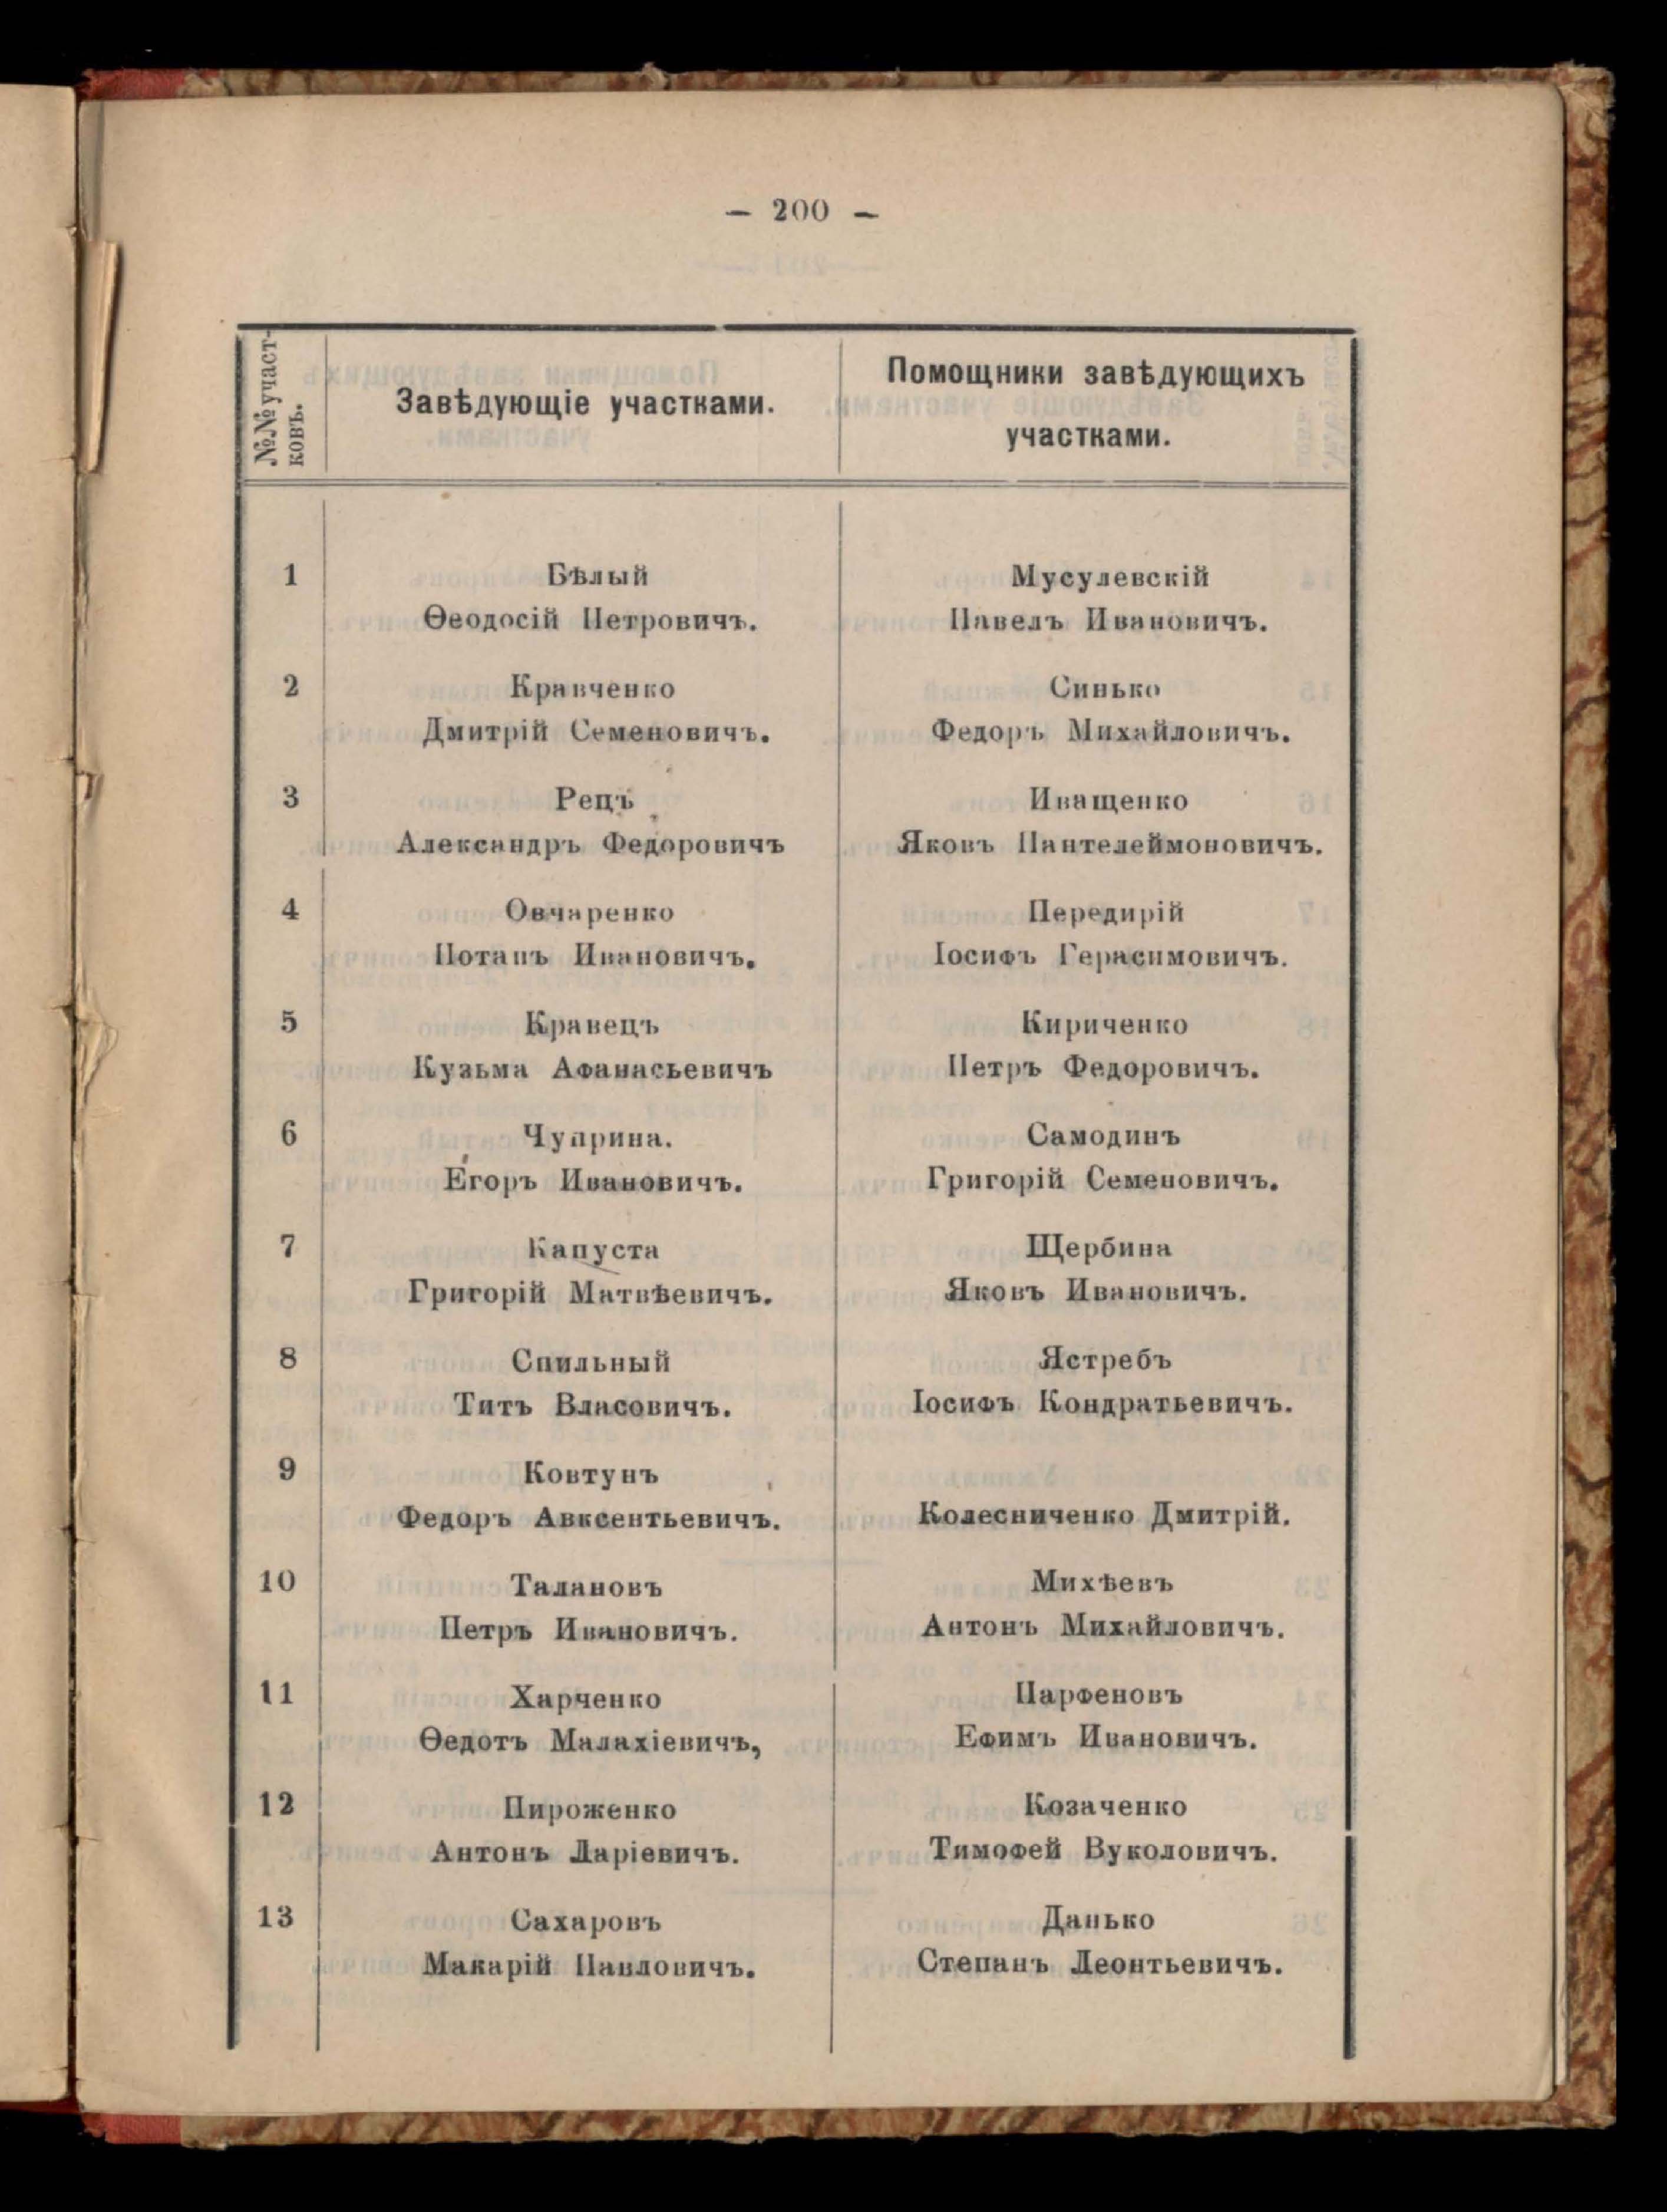 — 200 —
№№ участ-
ковъ.
Завѣдующіе участками.
Помощники завѣдующихъ
участками.
1 Бѣлый Мусулевскій
Ѳеодосій Петровичъ. Павелъ Ивановичъ.
2 Кравченко Синько
Дмитрій Семеновичъ. Федоръ Михайловичъ.
3 Рецъ Иващенко
Александръ Федоровичъ Яковъ Пантелеймоновичъ.
4 Овчаренко Передирій
Потапъ Ивановичъ. Іосифъ Герасимовичъ.
5 Кравецъ Кириченко
Кузьма Афанасьевичъ Петръ Федоровичъ.
6 Чуприна. Самодинъ
Егоръ Ивановичъ. Григорій Семеновичъ.
7 Капуста Щербина
Григорій Матвѣевичъ. Яковъ Ивановичъ.
8 Спильный Ястребъ
Титъ Власовичъ. Іосифъ Кондратьевичъ.
9 Ковтунъ
Федоръ Авксентьевичъ. Колесниченко Дмитрій.
10 Талановъ Михѣевъ
Петръ Ивановичъ. Антонъ Михайловичъ.
11 Харченко Парфеновъ
Ѳедотъ Малахіевичъ, Ефимъ Ивановичъ.
12 Пироженко Козаченко
Антонъ Ларіевичъ. Тимофей Вуколовичъ.
13 Сахаровъ Данько
Макарій Павловичъ. Степанъ Леонтьевичъ.